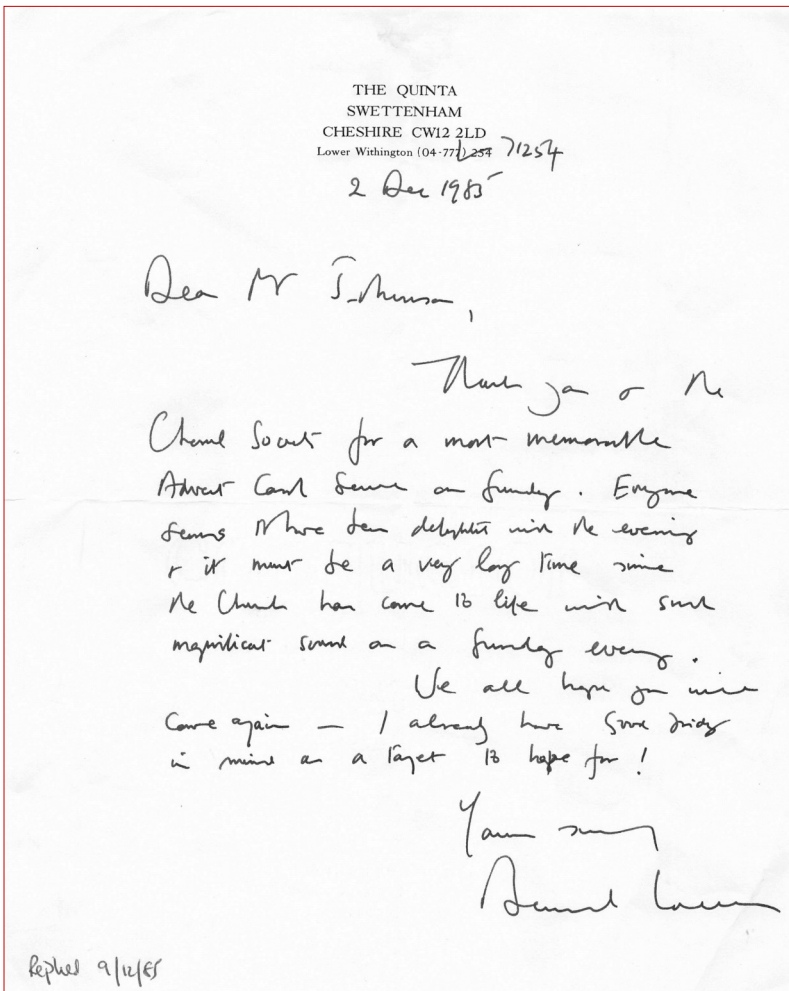 THE QUINTA
SWETTENHAM
CHESHIRE CW12 2LD
Lower Withington (04-777) 254 71254
2 Dec 1985
Dear Mr Johnson,
Thank you & the
Choral Society for a most memorable
Advent Carol Service on Sunday. Everyone
seems to have been delighted with the evening
& it must be a very long time since
the Church has come to life with such
magnificent sound on a Sunday evening.
We all hope you will
come again — I already have Good Friday
in mind as a target to hope for!
Yours sincerely
Bernard Lovell
Replied 9/12/85